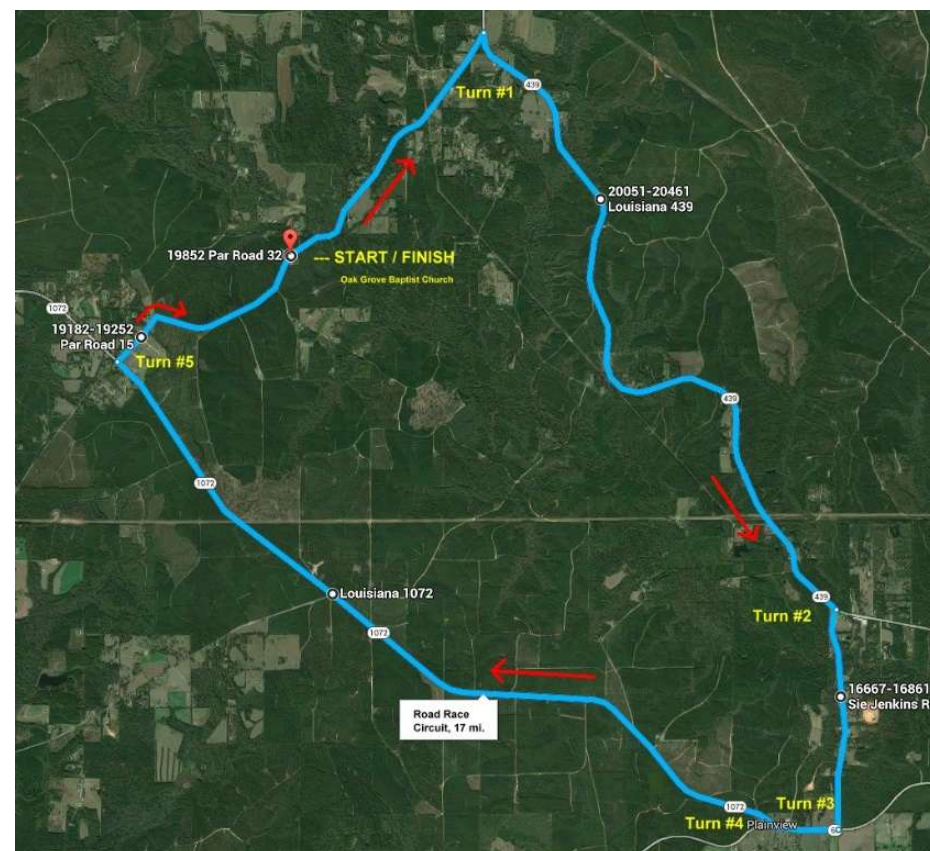 Turn #1
439
20051-20461
Louisiana 439
19852 Par Road 32
--- START / FINISH
Oak Grove Baptist Church
1072
19182-19252
Par Road 15
Turn #5
439
1072
Louisiana 1072
439
Turn #2
1072
16667-16861
Sie Jenkins R
Road Race
Circuit, 17 mi.
1072
Turn #3
Turn #4
Plainview